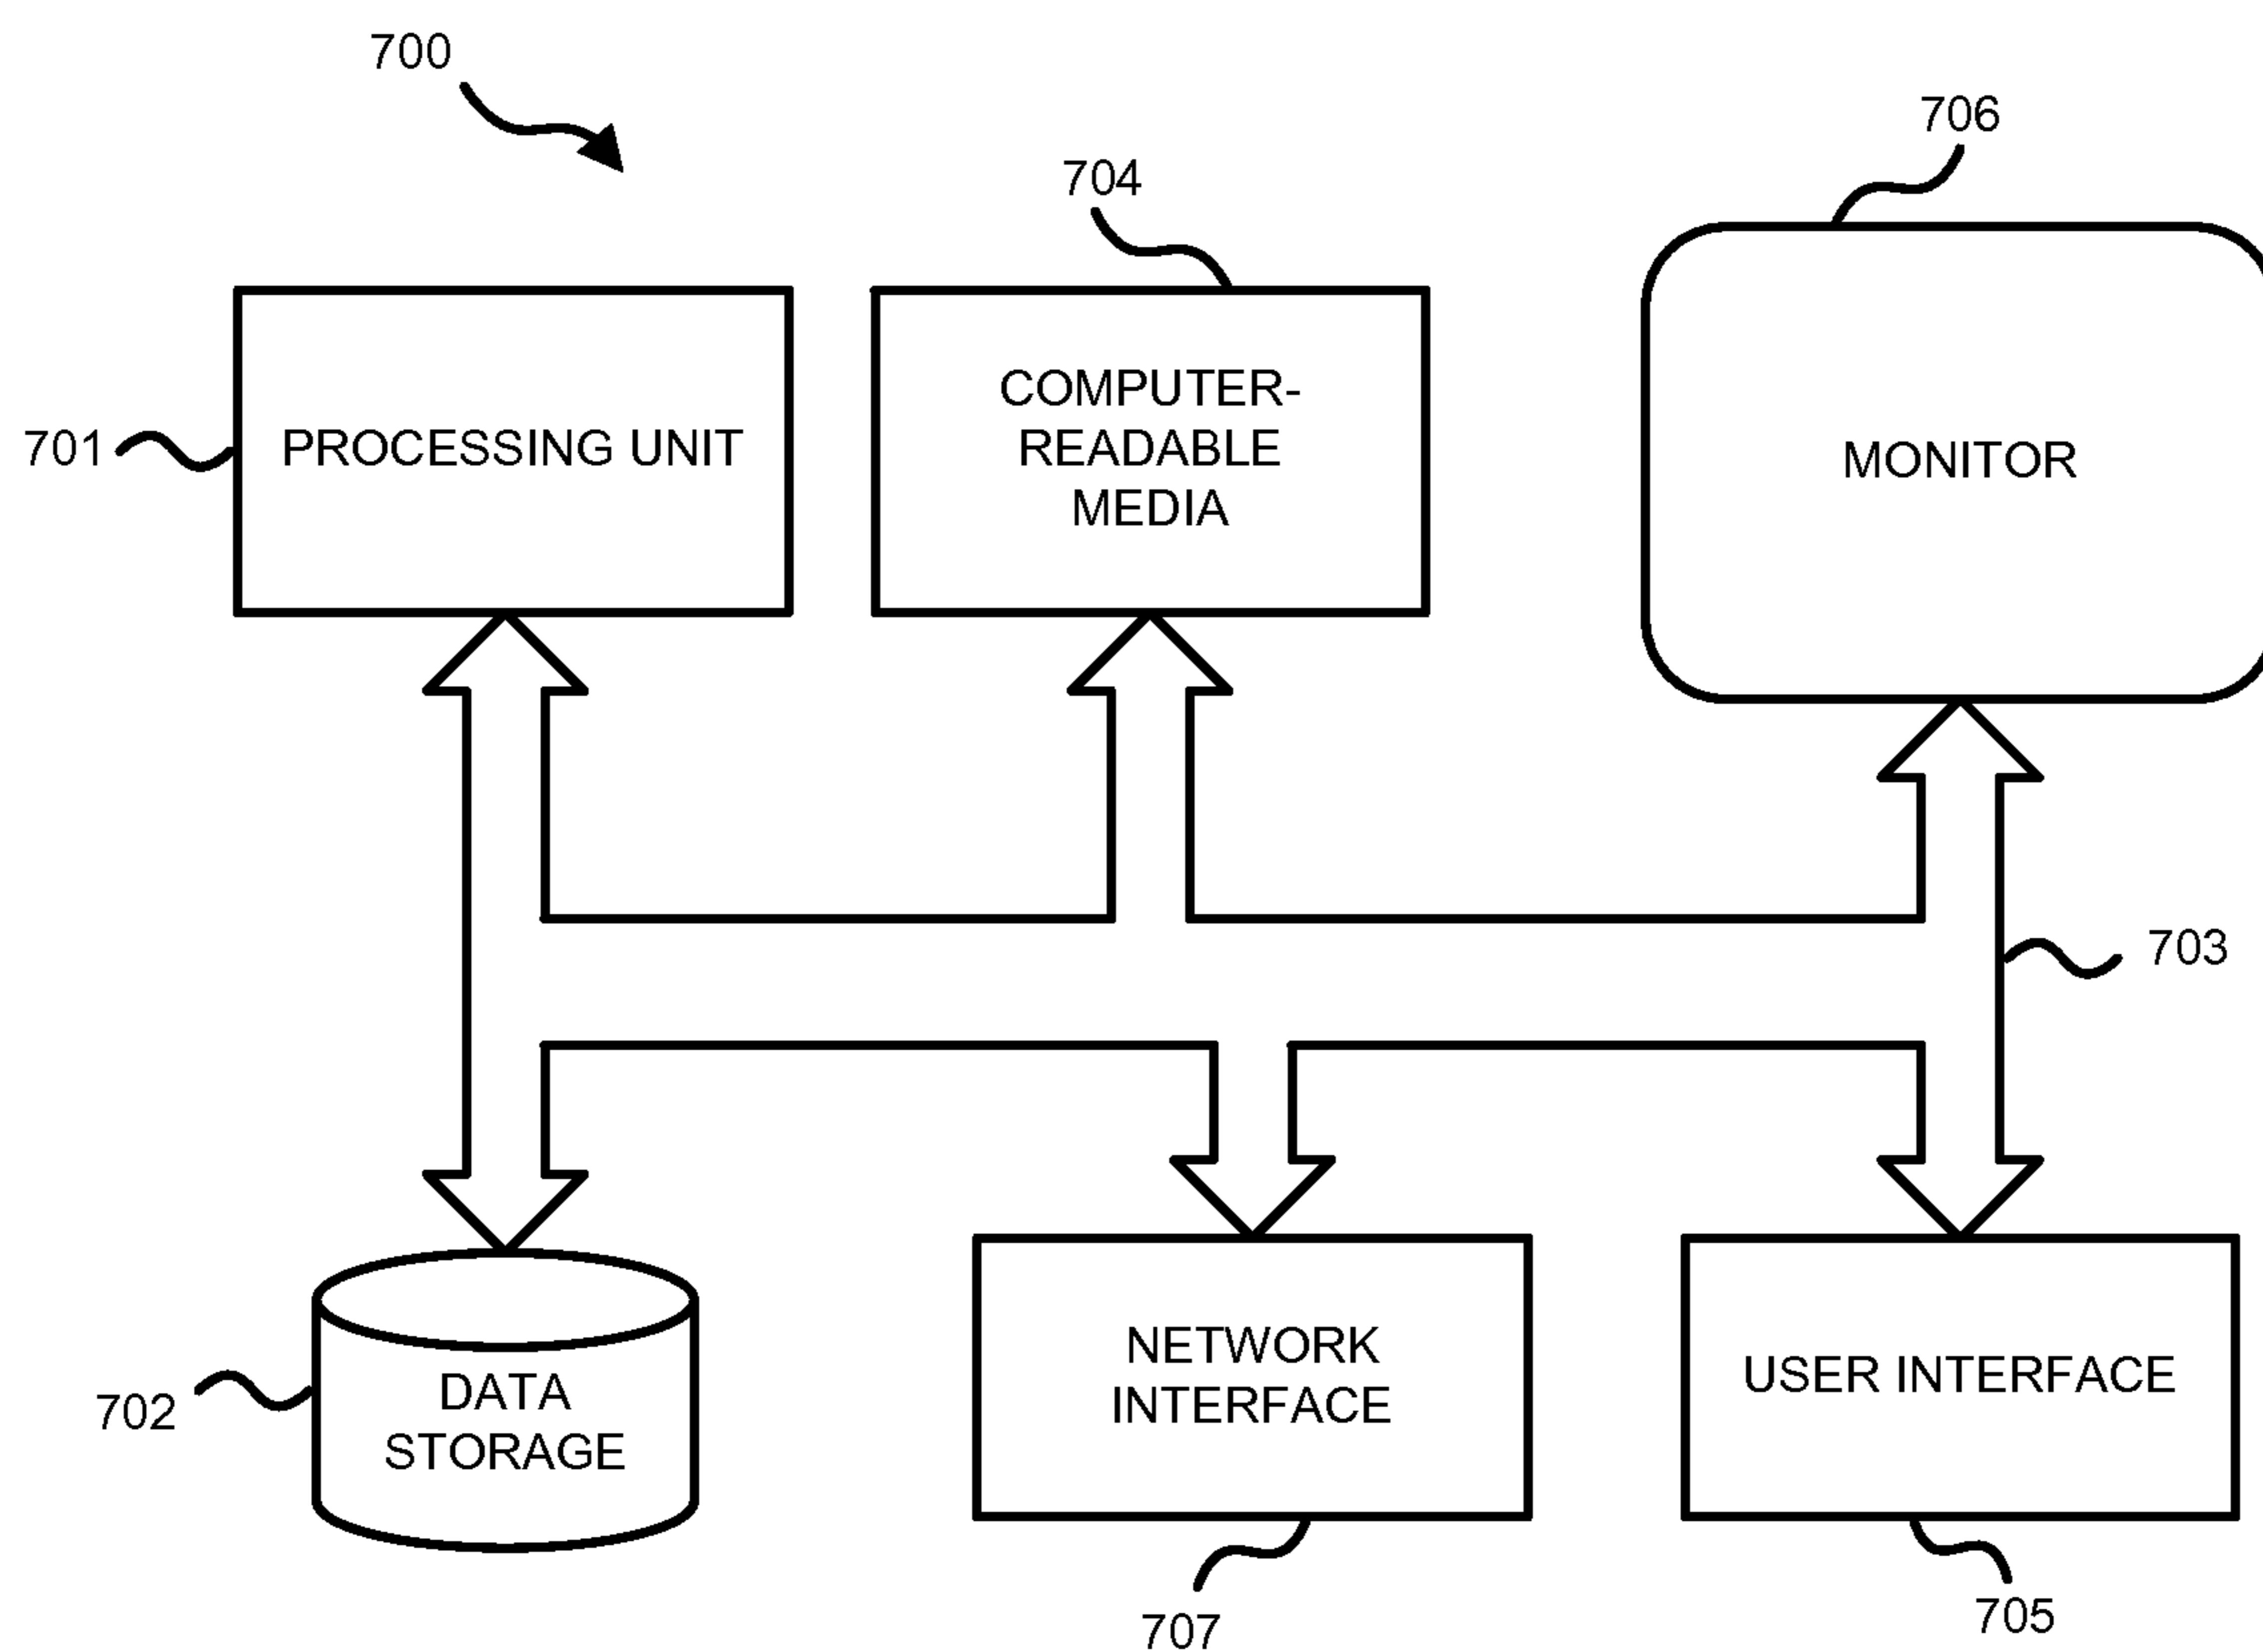 700
706
704
COMPUTER-
READABLE
MEDIA
701
PROCESSING UNIT
MONITOR
703
702
DATA
STORAGE
NETWORK
INTERFACE
USER INTERFACE
707
705